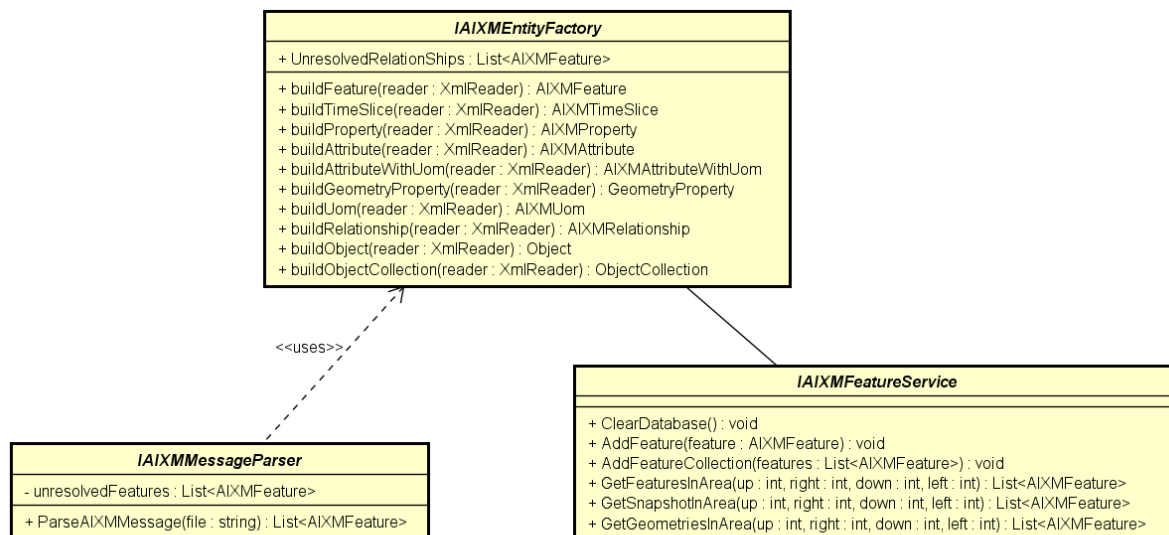 IAIXMEntityFactory
+ UnresolvedRelationShips : List<AIXMFeature>
+ buildFeature(reader : XmlReader) : AIXMFeature
+ buildTimeSlice(reader : XmlReader) : AIXMTimeSlice
+ buildProperty(reader : XmlReader) : AIXMProperty
+ buildAttribute(reader : XmlReader) : AIXMAttribute
+ buildAttributeWithUom(reader : XmlReader) : AIXMAttributeWithUom
+ buildGeometryProperty(reader : XmlReader) : GeometryProperty
+ buildUom(reader : XmlReader) : AIXMUom
+ buildRelationship(reader : XmlReader) : AIXMRelationship
+ buildObject(reader : XmlReader) : Object
+ buildObjectCollection(reader : XmlReader) : ObjectCollection
<<uses>>
IAIXMFeatureService
+ ClearDatabase() : void
+ AddFeature(feature : AIXMFeature) : void
+ AddFeatureCollection(features : List<AIXMFeature>) : void
+ GetFeaturesInArea(up : int, right : int, down : int, left : int) : List<AIXMFeature>
+ GetSnapshotInArea(up : int, right : int, down : int, left : int) : List<AIXMFeature>
+ GetGeometriesInArea(up : int, right : int, down : int, left : int) : List<AIXMFeature>
IAIXMMessageParser
- unresolvedFeatures : List<AIXMFeature>
+ ParseAIXMMessage(file : string) : List<AIXMFeature>